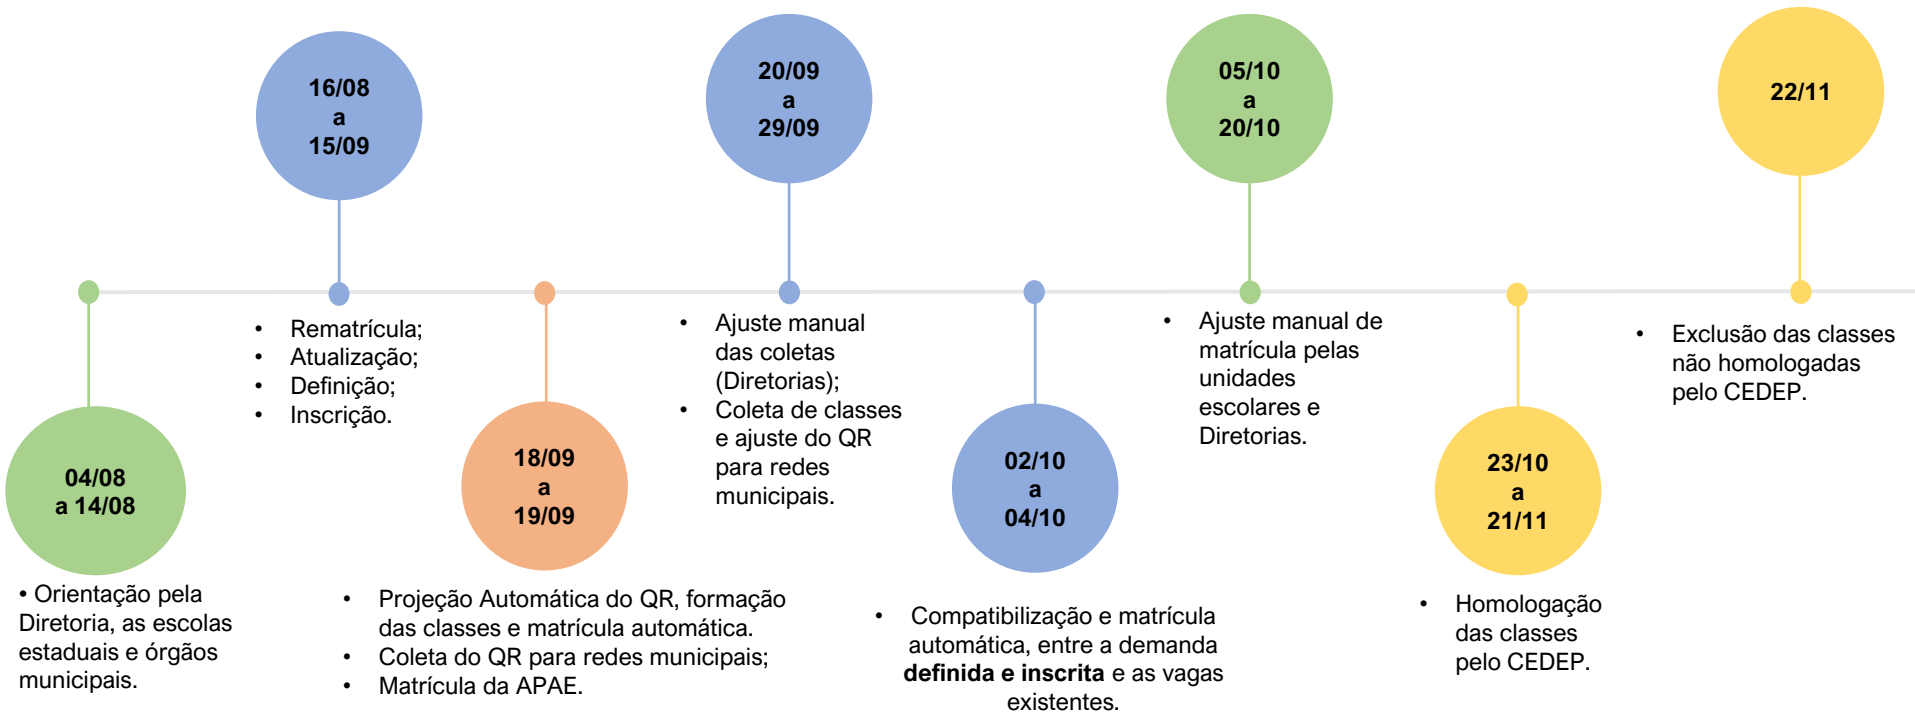 04/08
a 14/08
• Orientação pela
Diretoria, as escolas
estaduais e órgãos
municipais.
16/08
a
15/09
• Rematrícula;
• Atualização;
• Definição;
• Inscrição.
18/09
a
19/09
• Projeção Automática do QR, formação
das classes e matrícula automática.
• Coleta do QR para redes municipais;
• Matrícula da APAE.
20/09
a
29/09
• Ajuste manual
das coletas
(Diretorias);
• Coleta de classes
e ajuste do QR
para redes
municipais.
02/10
a
04/10
• Compatibilização e matrícula
automática, entre a demanda
definida e inscrita e as vagas
existentes.
05/10
a
20/10
• Ajuste manual de
matrícula pelas
unidades
escolares e
Diretorias.
23/10
a
21/11
• Homologação
das classes
pelo CEDEP.
22/11
• Exclusão das classes
não homologadas
pelo CEDEP.